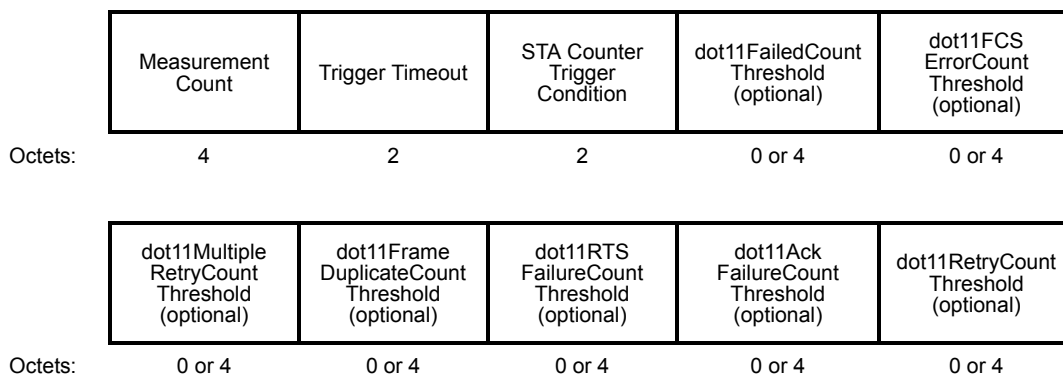 Measurement
Count
Trigger Timeout
STA Counter
Trigger
Condition
dot11FailedCount
Threshold
(optional)
dot11FCS
ErrorCount
Threshold
(optional)
Octets: 4 2 2 0 or 4 0 or 4
dot11Multiple
RetryCount
Threshold
(optional)
dot11Frame
DuplicateCount
Threshold
(optional)
dot11RTS
FailureCount
Threshold
(optional)
dot11Ack
FailureCount
Threshold
(optional)
dot11RetryCount
Threshold
(optional)
Octets: 0 or 4 0 or 4 0 or 4 0 or 4 0 or 4